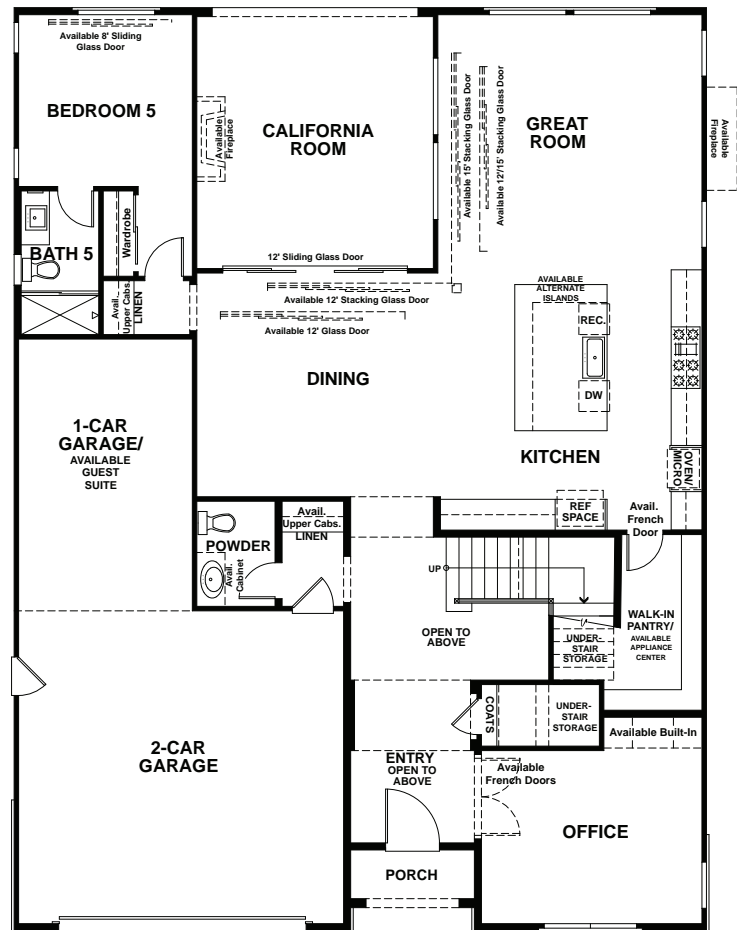 Available 8' Sliding
Glass Door
BEDROOM 5
CALIFORNIA
ROOM
Available
Fireplace
GREAT
ROOM
Available 15' Stacking Glass Door
Available 12'/15' Stacking Glass Door
Available
Fireplace
BATH 5
Wardrobe
12' Sliding Glass Door
Avail.
Upper Cabs.
LINEN
Available 12' Stacking Glass Door
Available 12' Glass Door
AVAILABLE
ALTERNATE
ISLANDS
REC.
DW
DINING
KITCHEN
OVEN/
MICRO.
1-CAR
GARAGE/
AVAILABLE
GUEST
SUITE
REF
SPACE
Avail.
French
Door
Avail.
Upper Cabs.
LINEN
POWDER
Avail.
Cabinet
UP
OPEN TO
ABOVE
UNDER-
STAIR
STORAGE
WALK-IN
PANTRY/
AVAILABLE
APPLIANCE
CENTER
COATS
UNDER-
STAIR
STORAGE
Available Built-In
2-CAR
GARAGE
ENTRY
OPEN TO
ABOVE
Available
French Doors
OFFICE
PORCH